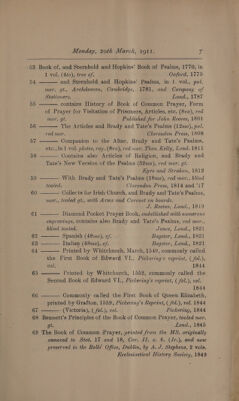 Monday, 20th March, 1911. 7
53 Book of, and Sternhold and Hopkins' Book of Psalms, 1770, in
1 vol. (4to), tree cf. Oxford, 1775
54 —— and Sternhold and Hopkins' Psalms, in 1 vol., pol.
mor. gt., Archdeacon, Cambridge, 1781, and Company of
Stationers. Lond., 1787
55 —— contains History of Book of Common Prayer, Form
of Prayer for Visitation of Prisoners, Articles, etc. (8vo), red
mor. gt. Published for John Reeves, 1801
56 —— The Articles and Brady and Tate's Psalms (12mo), pol.
red mor. Clarendon Press, 1808
57 —— Companion to the Altar, Brady and Tate's Psalms,
etc., in 1 vol. plates, rep. (8vo), red mor. Thos. Kelly, Lond. 1815
58 —— Contains also Articles of Religion, and Brady and
Tate's New Version of the Psalms (32mo), red mor. gt.
Eyre and Strahan, 1813
59 —— With Brady and Tate's Psalms (18mo), red mor., blind
tooled. Clarendon Press, 1814 and '17
60 —— Collects for Irish Church, and Brady and Tate's Psalms,
mor., tooled gt., with Arms and Coronet on boards.
J. Reeves, Lond., 1819
61 —— Diamond Pocket Prayer Book, established with numerous
engravings, contains also Brady and Tate's Psalms, red mor.,
blind tooled. Jones, Lond., 1821
62 —— Spanish (48mo), cf. Bagster, Lond., 1821
63 —— Italian (48mo), cf. Bagster, Lond., 1821
64 —— Printed by Whitchurch, March, 1549, commonly called
the First Book of Edward VI., Pickering's reprint, (fol.),
vel. 1844
65 —— Printed by Whitchurch, 1552, commonly called the
Second Book of Edward VI., Pickering's reprint, (fol.), vel.
1844
66 —— Commonly called the First Book of Queen Elizabeth,
printed by Grafton, 1559, Pickering's Reprint, (fol.), vel. 1844
67 —— (Victoria), (fol.), vel. Pickering, 1844
68 Bennett's Principles of the Book of Common Prayer, tooled mor.
gt. Lond., 1845
69 The Book of Common Prayer, printed from the MS. originally
annexed to Stat. 17 and 18, Car. II. c. 6. (Ir.), and now
preserved in the Rolls' Office, Dublin, by A. J. Stephens, 2 vols.
Ecclesiastical History Society, 1849